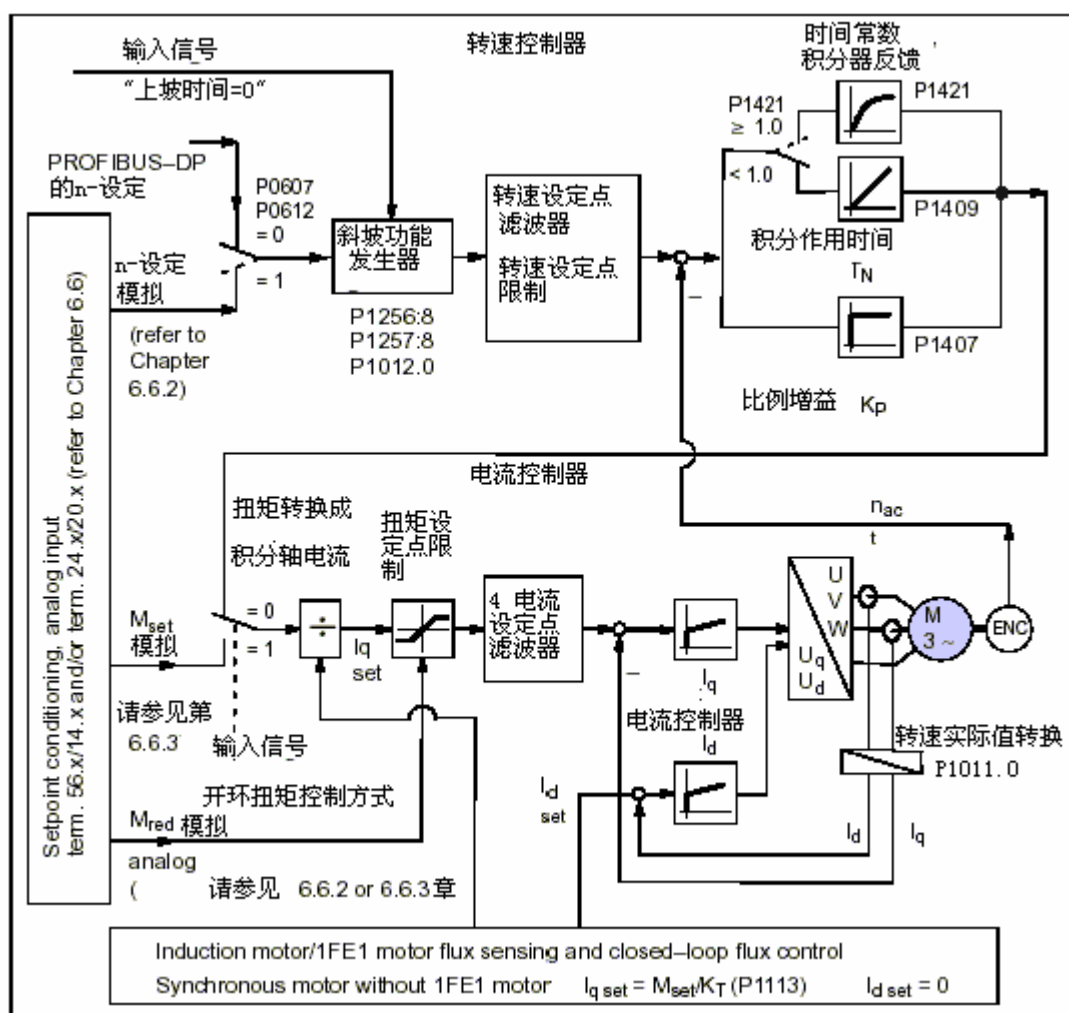 输入信号
“上坡时间=0”
转速控制器
时间常数
积分器反馈
P1421
≥ 1.0
< 1.0
P1421
P1409
积分作用时间
TN
P1407
比例增益 KP
PROFIBUS–DP
的n-设定
P0607
P0612
= 0
= 1
n-设定
模拟
(refer to
Chapter
6.6.2)
斜坡功能
发生器
P1256:8
P1257:8
P1012.0
转速设定点
滤波器
转速设定点
限制
–
Setpoint conditioning, analog input
term. 56.x/14.x and/or term. 24.x/20.x (refer to Chapter 6.6)
电流控制器
扭矩转换成
积分轴电流
扭矩设
定点限
制
nac
t
Mset
模拟
= 0
= 1
÷
Iq
set
4 电流
设定点
滤波器
–
Iq
电流控制器
Id
U
V
W
Uq
Ud
M
3 ~
ENC
请参见第
6.6.3
输入信号
开环扭矩控制方式
转速实际值转换
P1011.0
Id
set
Id
Iq
Mred 模拟
analog
(
请参见 6.6.2 or 6.6.3章
Induction motor/1FE1 motor flux sensing and closed–loop flux control
Synchronous motor without 1FE1 motor Iq set = Mset/KT (P1113) Id set = 0